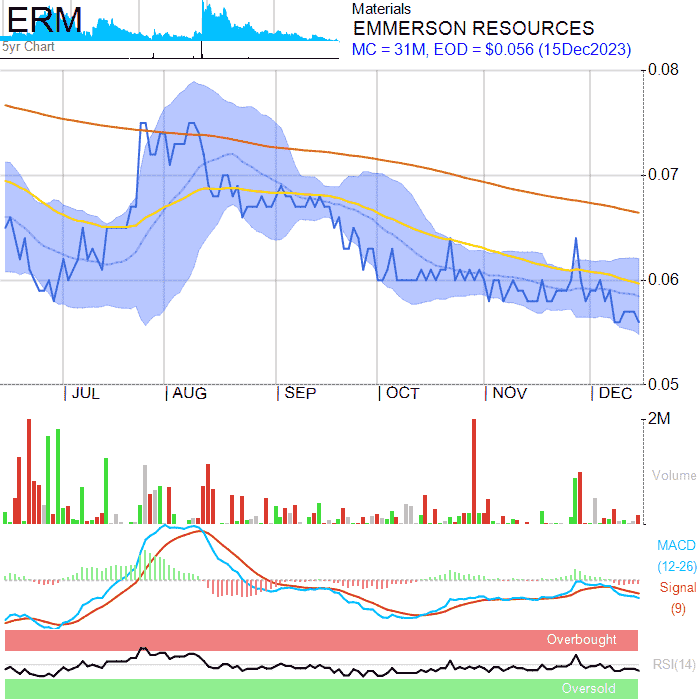 ERM
5yr Chart
Materials
EMMERSON RESOURCES
MC = 31M, EOD = $0.056 (15Dec2023)
0.08
0.07
0.06
0.05
JUL AUG SEP OCT NOV DEC
2M
Volume
MACD
(12-26)
Signal
(9)
Overbought
RSI(14)
Oversold